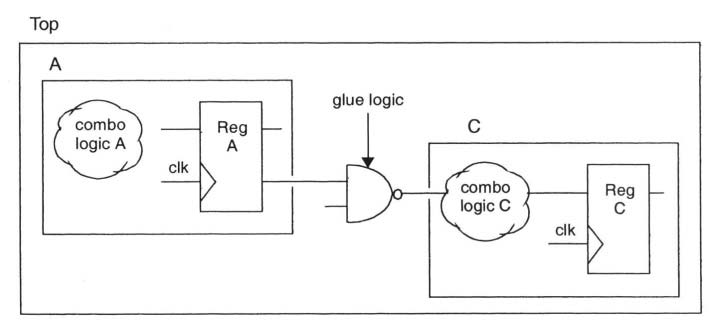 Top
A
glue logic
combo
logic A
Reg
A
clk
C
combo
logic C
Reg
C
clk